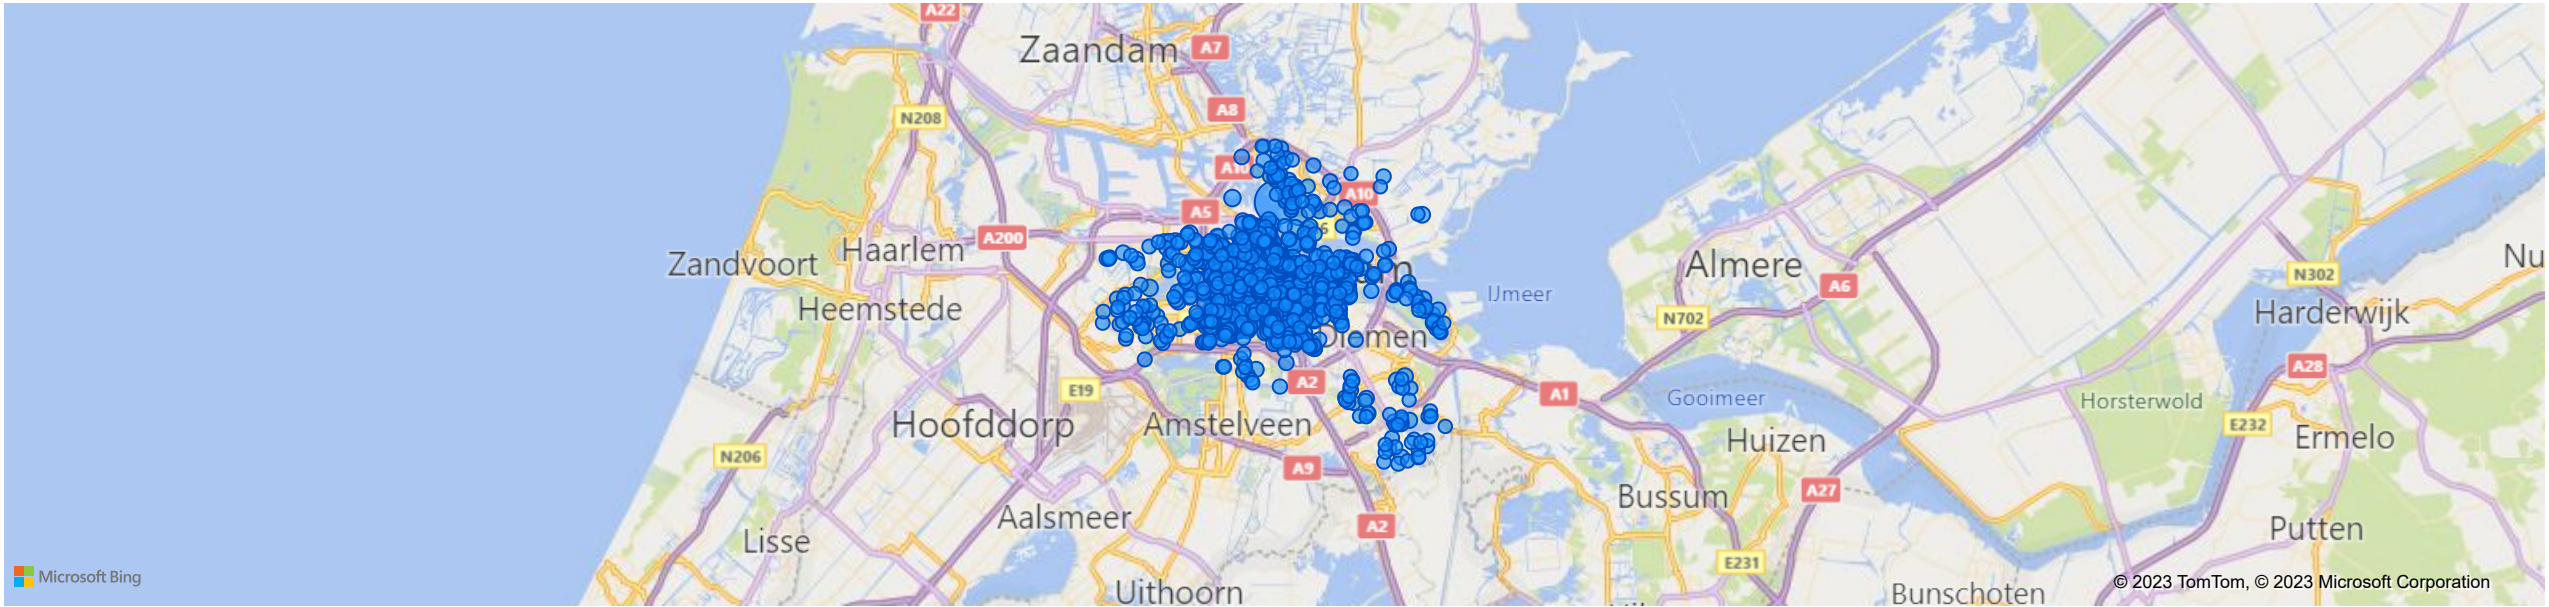 A22
Zaandam
A7
A8
N208
A10
A10
A5
Haarlem
A200
Zandvoort
Almere
A6
N302
Nu
IJmeer
Heemstede
N702
Harderwijk
Diemen
A28
E19
A2
A1
Gooimeer
Horsterwold
E232
Hoofddorp
Amstelveen
Huizen
Ermelo
N206
A9
A27
Bussum
Aalsmeer
A2
Putten
Lisse
E231
Microsoft Bing
Uithoorn
Bunschoten
© 2023 TomTom, © 2023 Microsoft Corporation